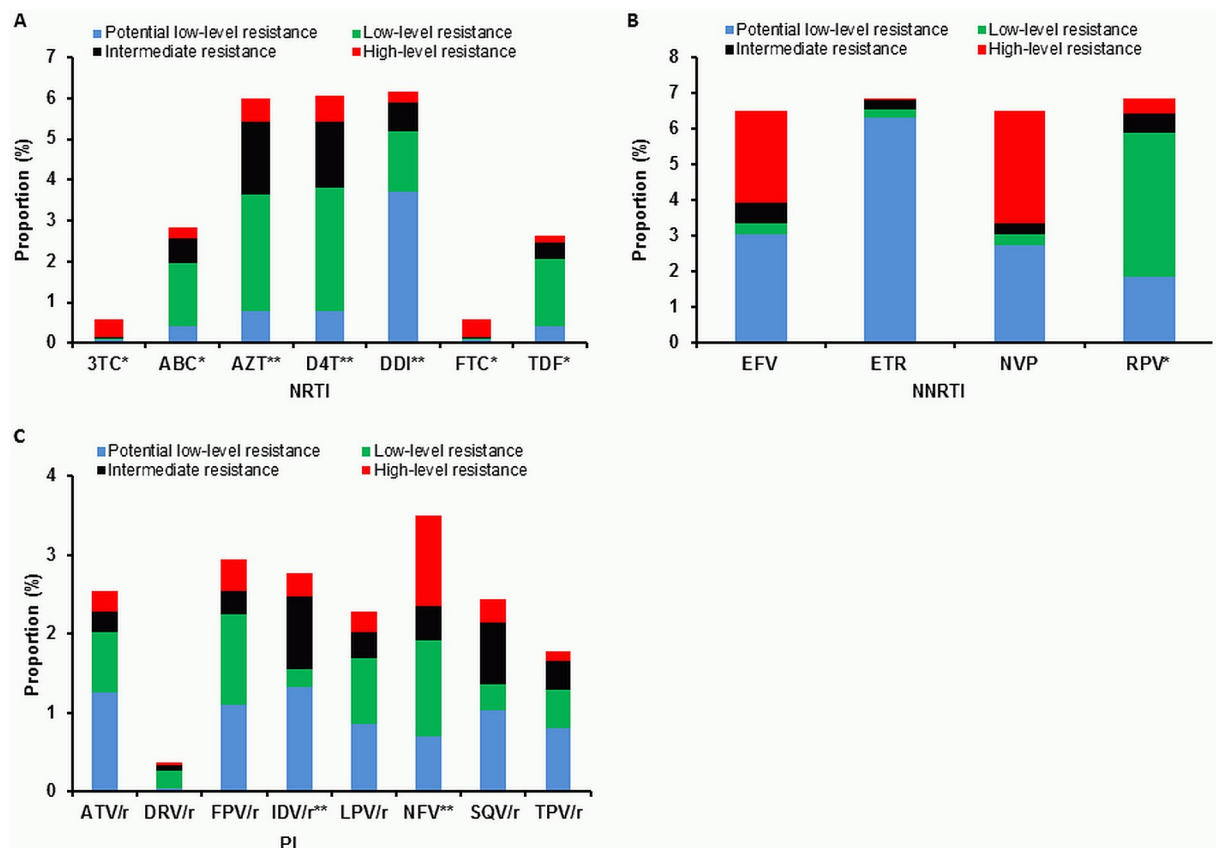 A
Potential low-level resistance Low-level resistance
Intermediate resistance High-level resistance
7
6
5
4
3
2
1
0
Proportion (%)
3TC* ABC* AZT** D4T** DDI** FTC* TDF*
NRTI
B
Potential low-level resistance Low-level resistance
Intermediate resistance High-level resistance
8
7
6
5
4
3
2
1
0
Proportion (%)
EFV ETR NVP RPV*
NNRTI
C
Potential low-level resistance Low-level resistance
Intermediate resistance High-level resistance
4
3
2
1
0
Proportion (%)
ATV/r DRV/r FPV/r IDV/r** LPV/r NFV** SQV/r TPV/r
PI